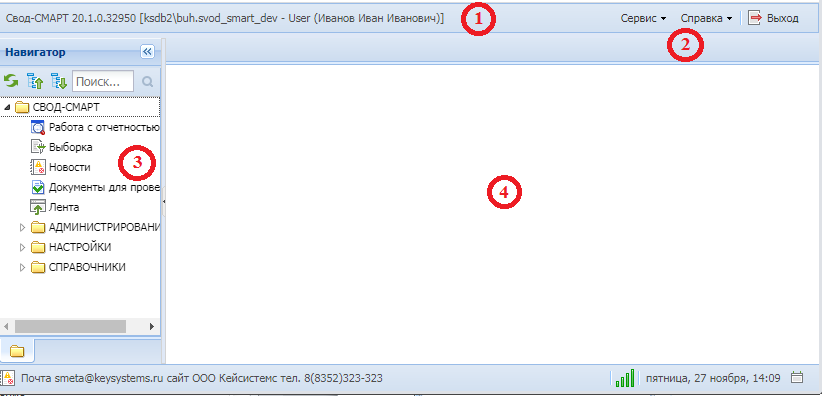 Свод-СМАРТ 20.1.0.32950 [ksdb2\buh.svod_smart_dev - User (Иванов Иван Иванович)] 1 Сервис Справка Выход
2
Навигатор
Поиск...
СВОД-СМАРТ
Работа с отчетностью
Выборка
Новости 3
Документы для прове
4
Лента
АДМИНИСТРИРОВАНИ
НАСТРОЙКИ
СПРАВОЧНИКИ
Почта smeta@keysystems.ru сайт ООО Кейсистемс тел. 8(8352)323-323 пятница, 27 ноября, 14:09